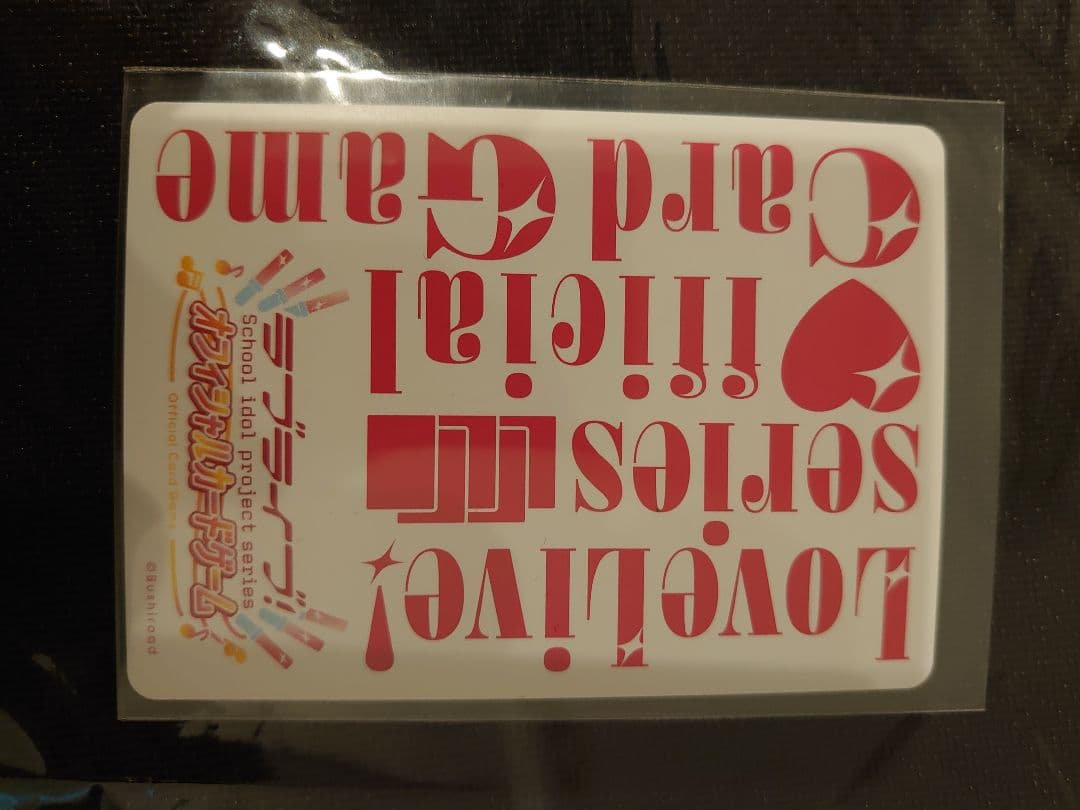 LoveLive!
series
fficial
Card Game
ラブライブ!
School idol project series
オフィシャルカードゲーム
Official Card Game
©Bushiroad